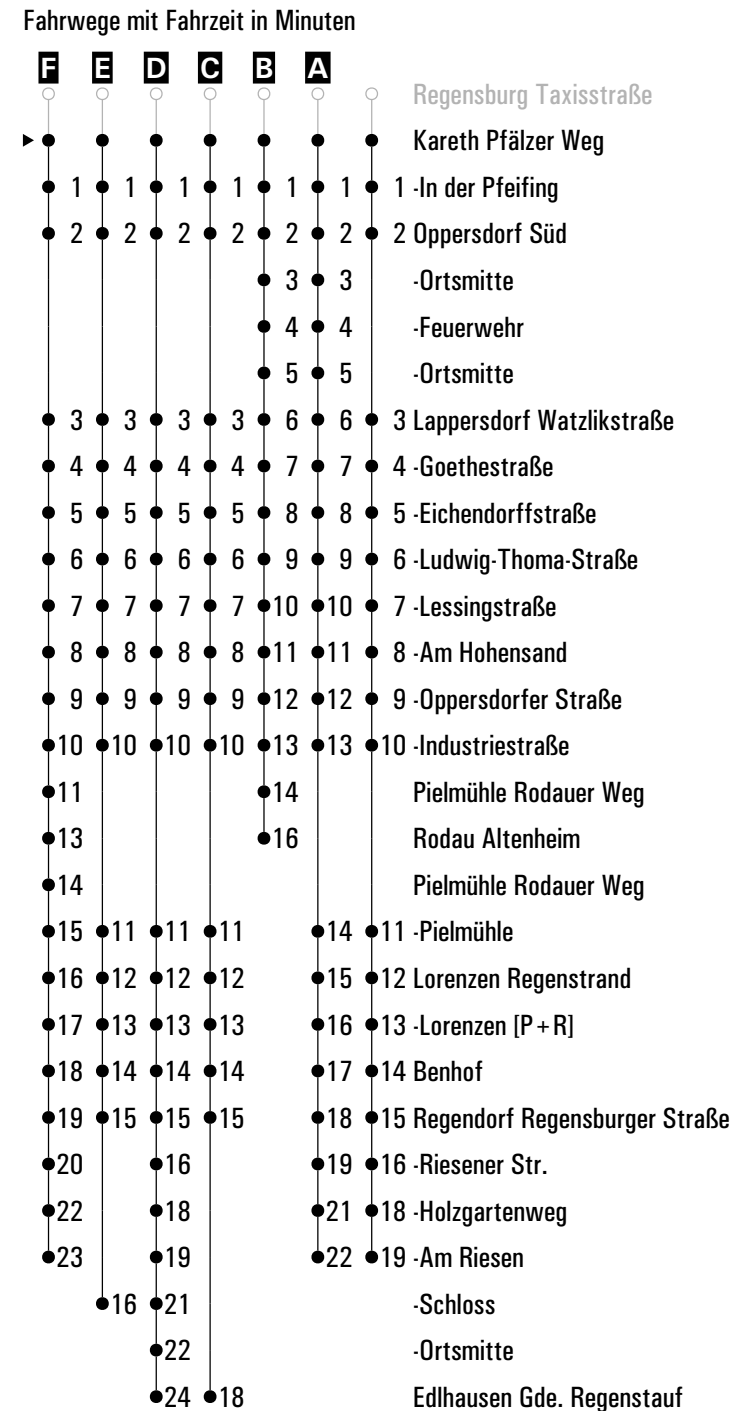 Fahrwege mit Fahrzeit in Minuten
F E D C B A
Regensburg Taxisstraße
Kareth Pfälzer Weg
1 1 1 1 1 1 1 -In der Pfeifing
2 2 2 2 2 2 2 Oppersdorf Süd
3 3 -Ortsmitte
4 4 -Feuerwehr
5 5 -Ortsmitte
3 3 3 3 6 6 3 Lappersdorf Watzlikstraße
4 4 4 4 7 7 4 -Goethestraße
5 5 5 5 8 8 5 -Eichendorffstraße
6 6 6 6 9 9 6 -Ludwig-Thoma-Straße
7 7 7 7 10 10 7 -Lessingstraße
8 8 8 8 11 11 8 -Am Hohensand
9 9 9 9 12 12 9 -Oppersdorfer Straße
10 10 10 10 13 13 10 -Industriestraße
11 14 Pielmühle Rodauer Weg
13 16 Rodau Altenheim
14 Pielmühle Rodauer Weg
15 11 11 11 14 11 -Pielmühle
16 12 12 12 15 12 Lorenzen Regenstrand
17 13 13 13 16 13 -Lorenzen [P+R]
18 14 14 14 17 14 Benhof
19 15 15 15 18 15 Regendorf Regensburger Straße
20 16 19 16 -Riesener Str.
22 18 21 18 -Holzgartenweg
23 19 22 19 -Am Riesen
16 21 -Schloss
22 -Ortsmitte
24 18 Edlhausen Gde. Regenstauf